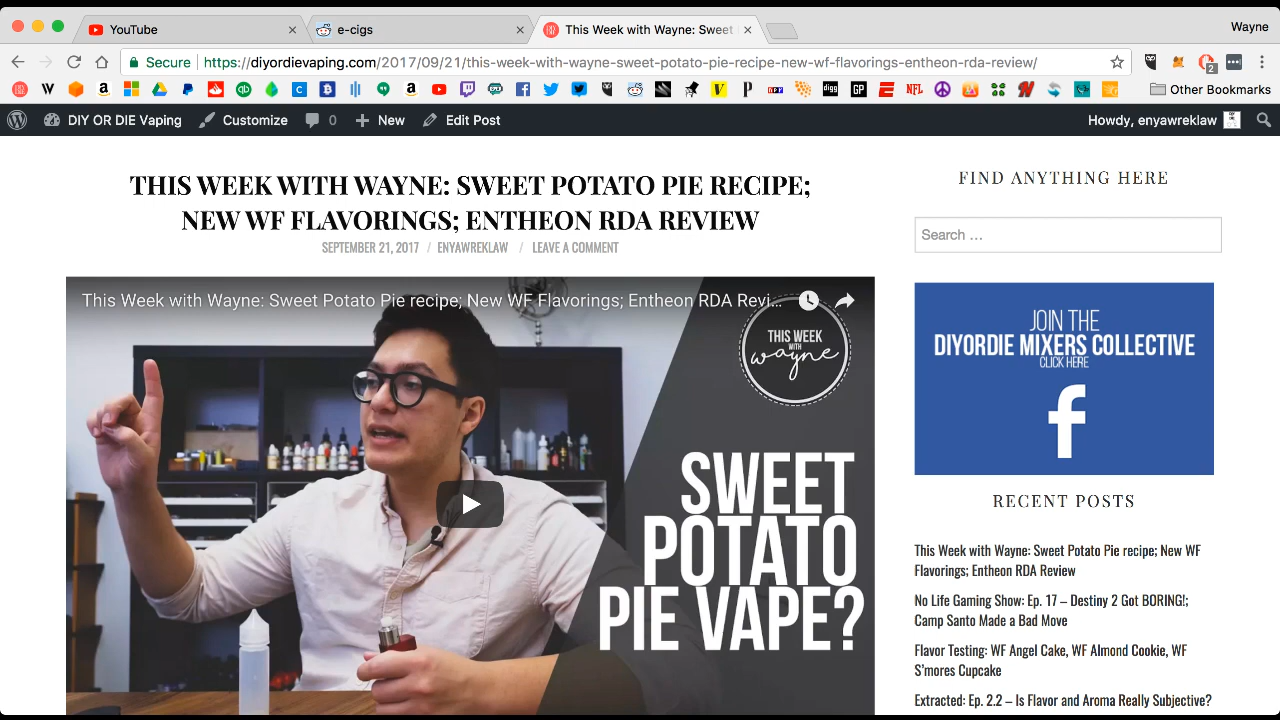 YouTube
e-cigs
This Week with Wayne: Sweet
Wayne
Secure
https://diyordievaping.com/2017/09/21/this-week-with-wayne-sweet-potato-pie-recipe-new-wf-flavorings-entheon-rda-review/
2
Other Bookmarks
DIY OR DIE Vaping
Customize
0
New
Edit Post
Howdy, enyawreklaw
THIS WEEK WITH WAYNE: SWEET POTATO PIE RECIPE;
NEW WF FLAVORINGS; ENTHEON RDA REVIEW
SEPTEMBER 21, 2017 / ENYAWREKLAW / LEAVE A COMMENT
This Week with Wayne: Sweet Potato Pie recipe; New WF Flavorings; Entheon RDA Revi...
THIS WEEK
WITH
wayne
SWEET
POTATO
PIE VAPE?
FIND ANYTHING HERE
Search ...
JOIN THE
DIYORDIE MIXERS COLLECTIVE
CLICK HERE
RECENT POSTS
This Week with Wayne: Sweet Potato Pie recipe; New WF
Flavorings; Entheon RDA Review
No Life Gaming Show: Ep. 17 – Destiny 2 Got BORING!;
Camp Santo Made a Bad Move
Flavor Testing: WF Angel Cake, WF Almond Cookie, WF
S'mores Cupcake
Extracted: Ep. 2.2 – Is Flavor and Aroma Really Subjective?